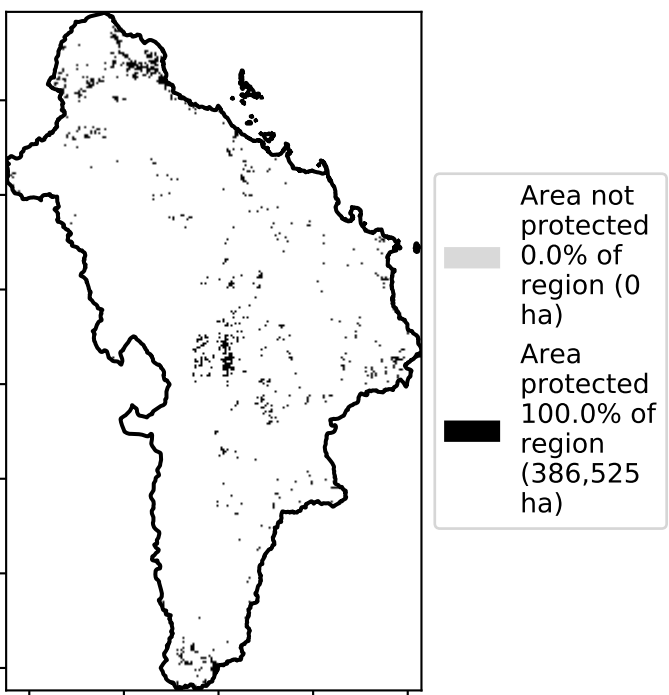 Area not
protected
0.0% of
region (0
ha)
Area
protected
100.0% of
region
(386,525
ha)